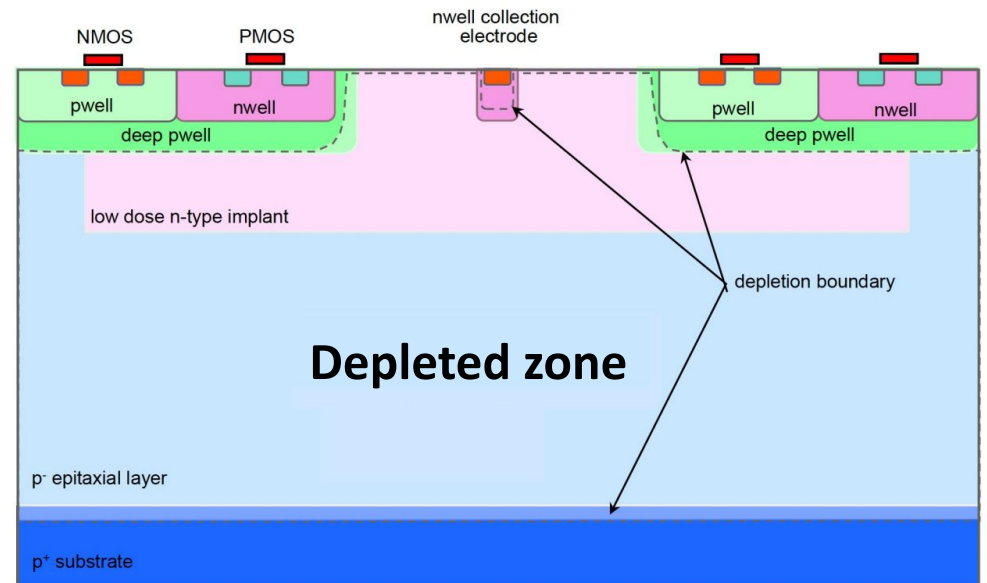 nwell collection
electrode
NMOS
PMOS
pwell
nwell
deep pwell
pwell
nwell
deep pwell
low dose n-type implant
depletion boundary
Depleted zone
p⁻ epitaxial layer
p⁺ substrate